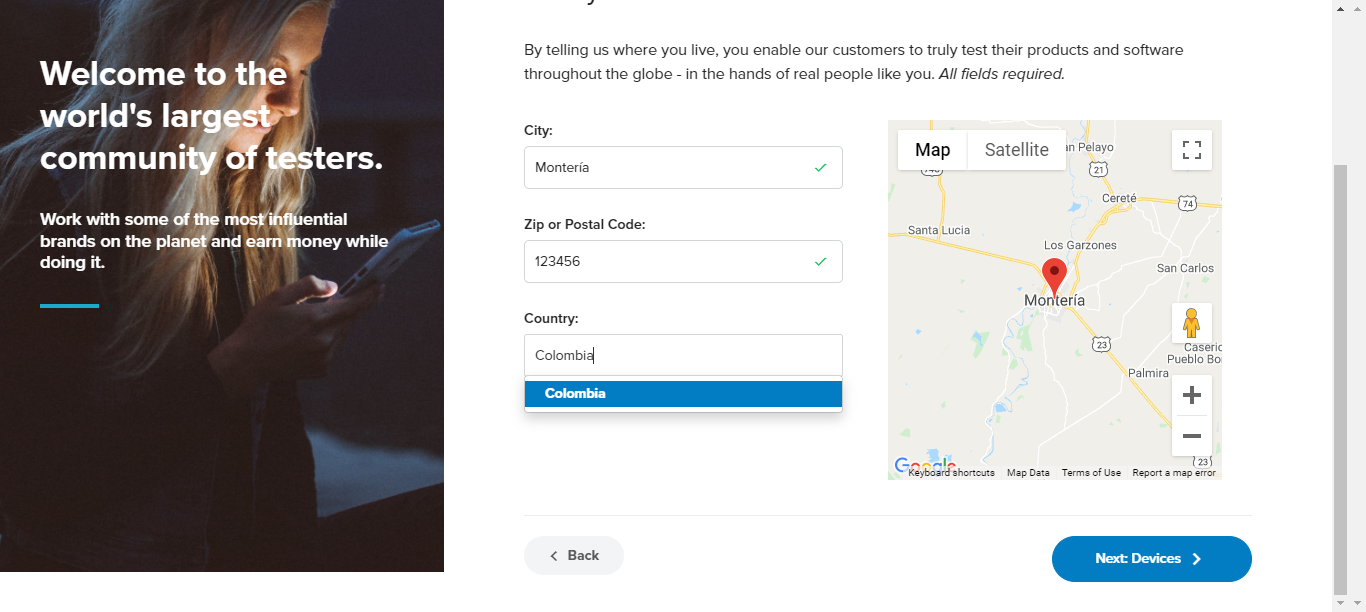 Welcome to the
world's largest
community of testers.
Work with some of the most influential
brands on the planet and earn money while
doing it.
By telling us where you live, you enable our customers to truly test their products and software
throughout the globe - in the hands of real people like you. All fields required.
City:
Montería
Zip or Postal Code:
123456
Country:
Colombia
Colombia
Map
Satellite
an Pelayo
21
Cereté
74
Santa Lucia
Los Garzones
San Carlos
Montería
23
Caseric
Pueblo Bo
Palmira
23
Google
Keyboard shortcuts
Map Data
Terms of Use
Report a map error
Back
Next: Devices